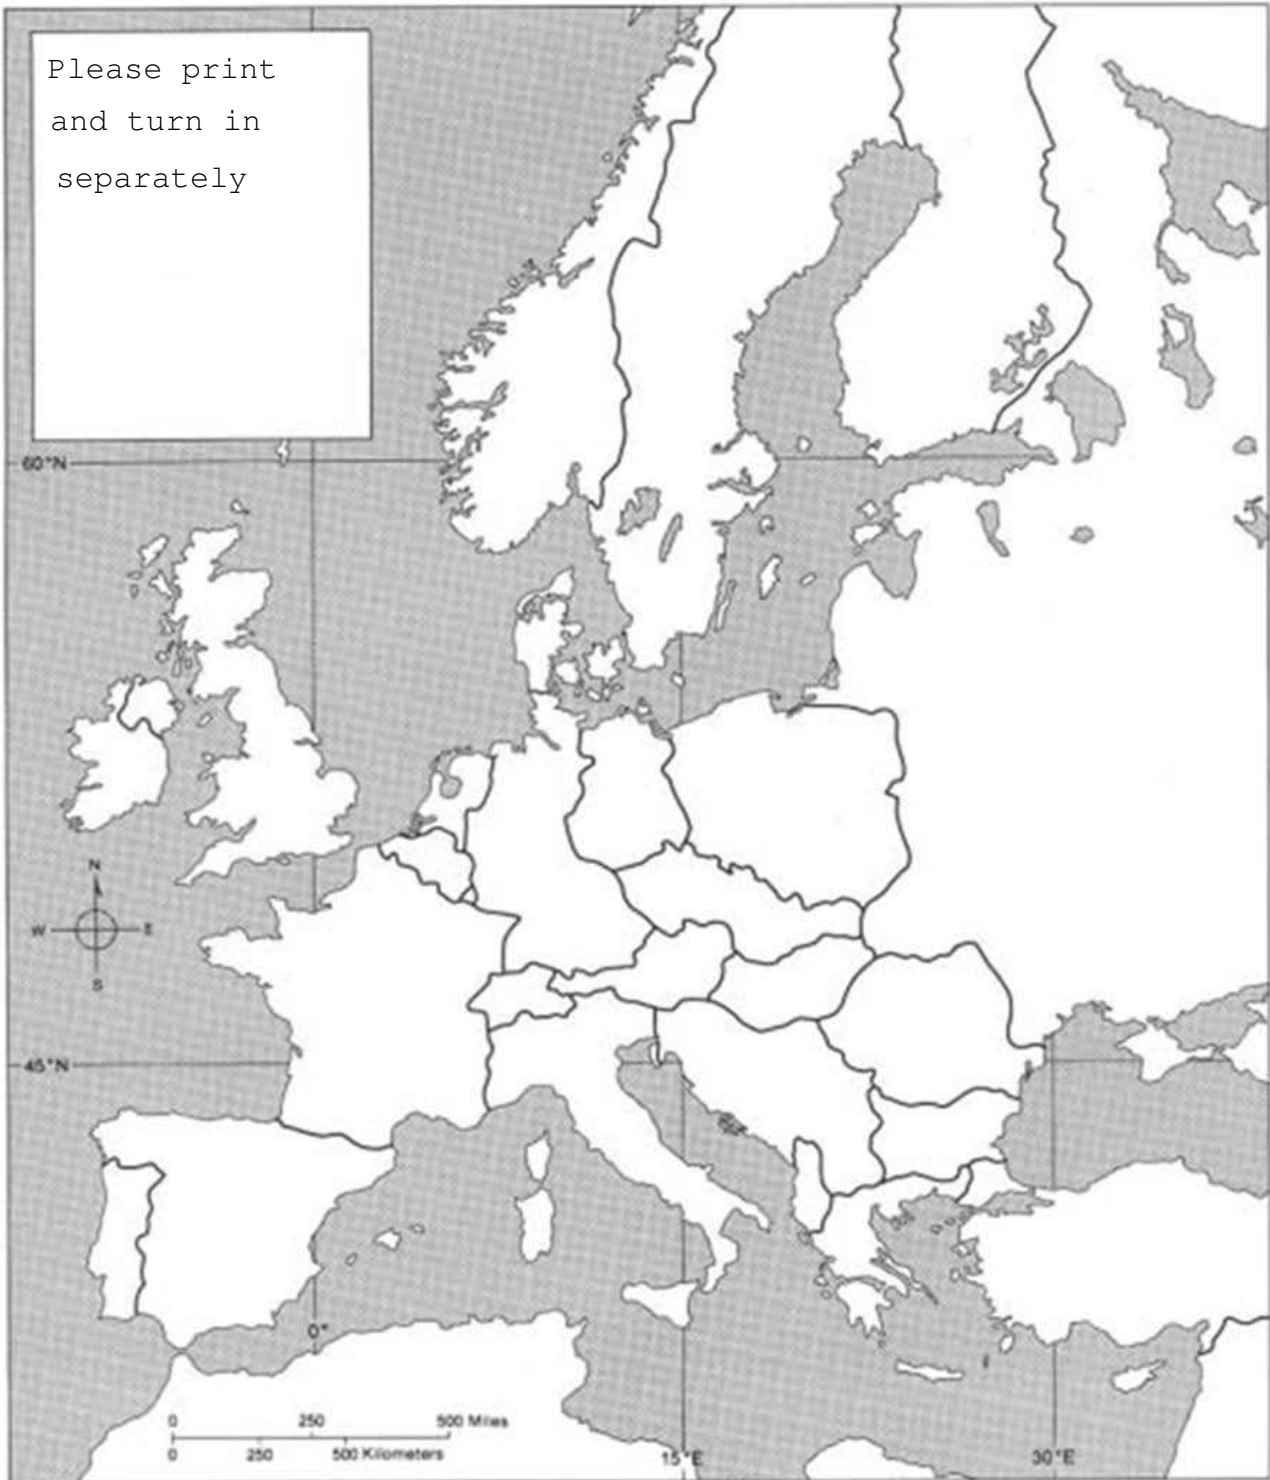 Please print
and turn in
separately
60°N
N
W E
S
45°N
0°
0 250 500 Miles
0 250 500 Kilometers
15°E
30°E